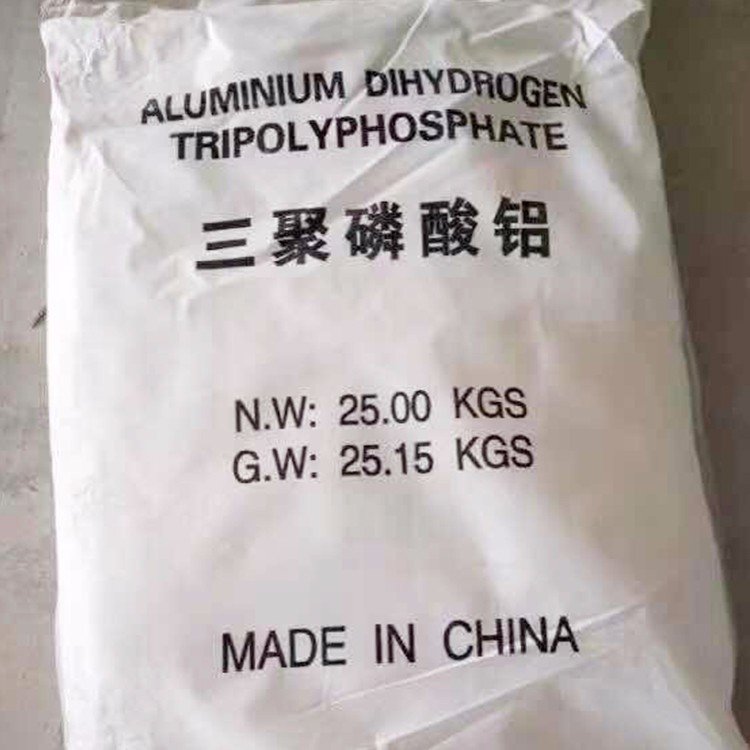 ALUMINIUM DIHYDROGEN
TRIPOLYPHOSPHATE
三聚磷酸铝
N.W: 25.00 KGS
G.W: 25.15 KGS
MADE IN CHINA